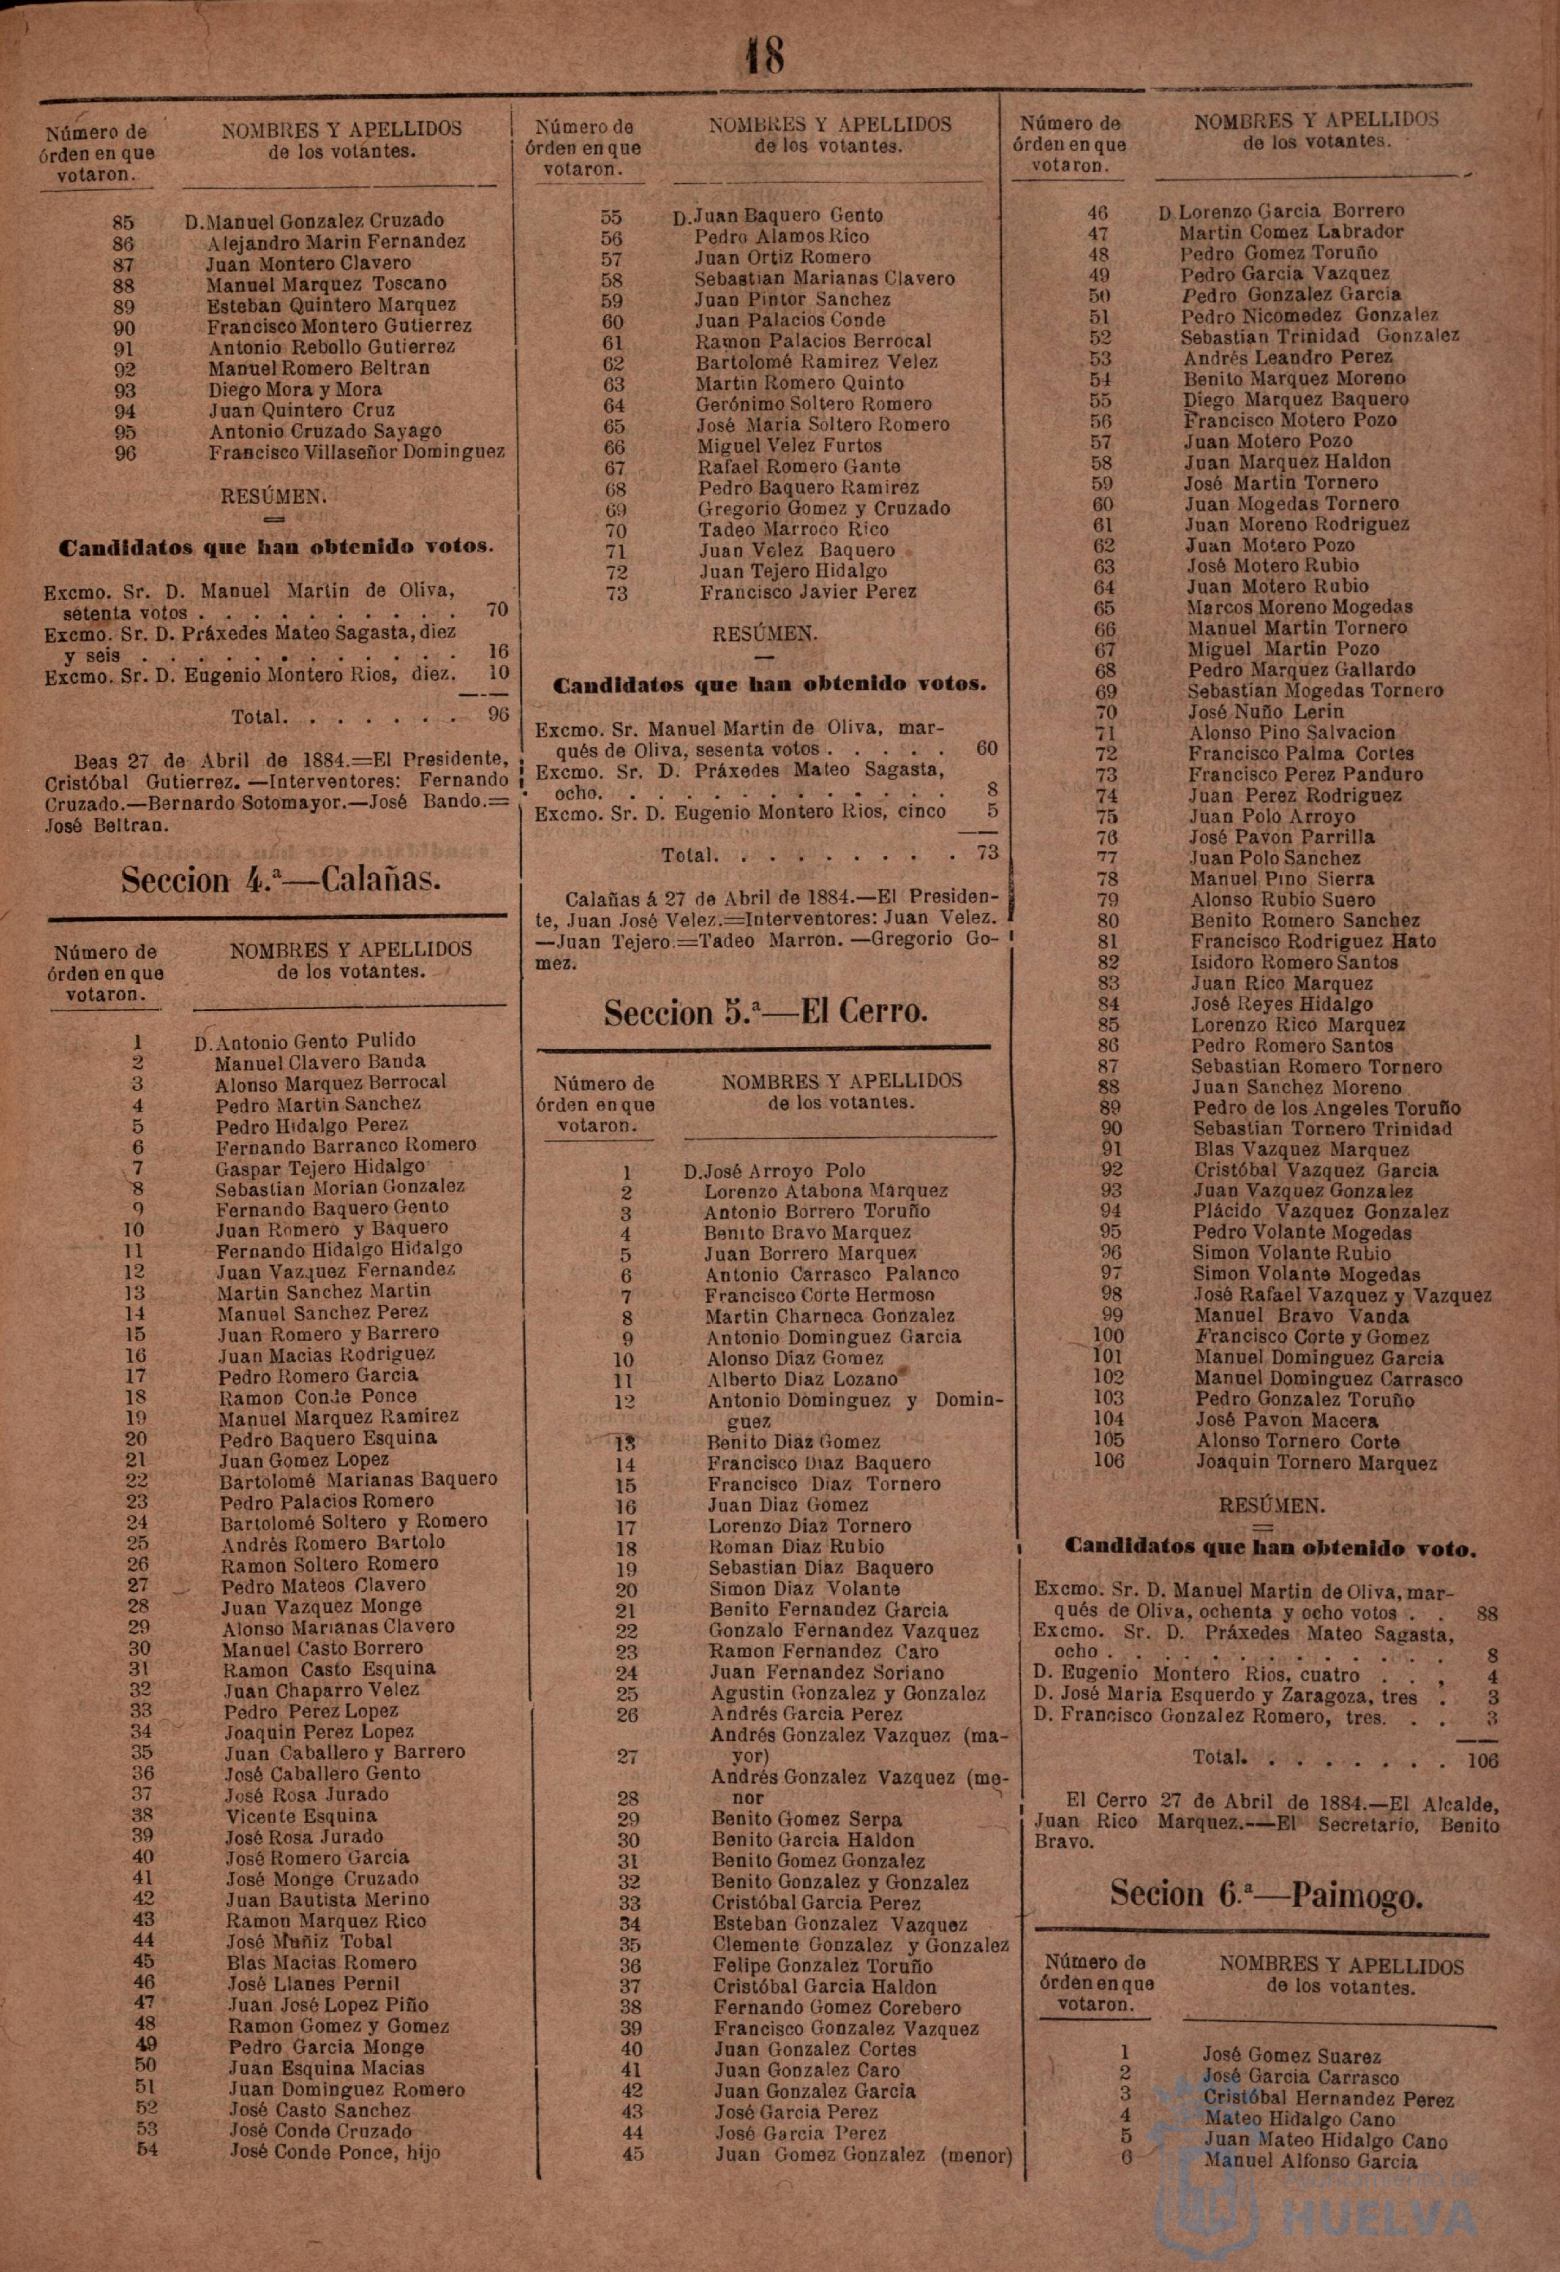 18
Número de
órden en que
votaron.
NOMBRES Y APELLIDOS
de los votantes.
85 D. Manuel Gonzalez Cruzado
86 Alejandro Marin Fernandez
87 Juan Montero Clavero
88 Manuel Marquez Toscano
89 Esteban Quintero Marquez
90 Francisco Montero Gutierrez
91 Antonio Rebollo Gutierrez
92 Manuel Romero Beltran
93 Diego Mora y Mora
94 Juan Quintero Cruz
95 Antonio Cruzado Sayago
96 Francisco Villaseñor Dominguez
RESÚMEN.
Candidatos que han obtenido votos.
Excmo. Sr. D. Manuel Martin de Oliva,
setenta votos . . . . . . . . . . 70
Excmo. Sr. D. Práxedes Mateo Sagasta, diez
y seis . . . . . . . . . . . . 16
Excmo. Sr. D. Eugenio Montero Rios, diez. 10
Total. . . . . . . 96
Beas 27 de Abril de 1884.=El Presidente,
Cristóbal Gutierrez.—Interventores: Fernando
Cruzado.—Bernardo Sotomayor.—José Bando.=
José Beltran.
Seccion 4.ª—Calañas.
Número de
órden en que
votaron.
NOMBRES Y APELLIDOS
de los votantes.
1 D. Antonio Gento Pulido
2 Manuel Clavero Banda
3 Alonso Marquez Berrocal
4 Pedro Martin Sanchez
5 Pedro Hidalgo Perez
6 Fernando Barranco Romero
7 Gaspar Tejero Hidalgo
8 Sebastian Morian Gonzalez
9 Fernando Baquero Gento
10 Juan Romero y Baquero
11 Fernando Hidalgo Hidalgo
12 Juan Vazquez Fernandez
13 Martin Sanchez Martin
14 Manuel Sanchez Perez
15 Juan Romero y Barrero
16 Juan Macias Rodriguez
17 Pedro Romero Garcia
18 Ramon Conde Ponce
19 Manuel Marquez Ramirez
20 Pedro Baquero Esquina
21 Juan Gomez Lopez
22 Bartolomé Marianas Baquero
23 Pedro Palacios Romero
24 Bartolomé Soltero y Romero
25 Andrés Romero Bartolo
26 Ramon Soltero Romero
27 Pedro Mateos Clavero
28 Juan Vazquez Monge
29 Alonso Marianas Clavero
30 Manuel Casto Borrero
31 Ramon Casto Esquina
32 Juan Chaparro Velez
33 Pedro Perez Lopez
34 Joaquin Perez Lopez
35 Juan Caballero y Barrero
36 José Caballero Gento
37 José Rosa Jurado
38 Vicente Esquina
39 José Rosa Jurado
40 José Romero Garcia
41 José Monge Cruzado
42 Juan Bautista Merino
43 Ramon Marquez Rico
44 José Muñiz Tobal
45 Blas Macias Romero
46 José Llanes Pernil
47 Juan José Lopez Piño
48 Ramon Gomez y Gomez
49 Pedro Garcia Monge
50 Juan Esquina Macias
51 Juan Dominguez Romero
52 José Casto Sanchez
53 José Conde Cruzado
54 José Conde Ponce, hijo
Número de
órden en que
votaron.
NOMBRES Y APELLIDOS
de los votantes.
55 D. Juan Baquero Gento
56 Pedro Alamos Rico
57 Juan Ortiz Romero
58 Sebastian Marianas Clavero
59 Juan Pintor Sanchez
60 Juan Palacios Conde
61 Ramon Palacios Berrocal
62 Bartolomé Ramirez Velez
63 Martin Romero Quinto
64 Gerónimo Soltero Romero
65 José Maria Soltero Romero
66 Miguel Velez Furtos
67 Rafael Romero Gante
68 Pedro Baquero Ramirez
69 Gregorio Gomez y Cruzado
70 Tadeo Marroco Rico
71 Juan Velez Baquero
72 Juan Tejero Hidalgo
73 Francisco Javier Perez
RESÚMEN.
Candidatos que han obtenido votos.
Excmo. Sr. Manuel Martin de Oliva, mar-
qués de Oliva, sesenta votos . . . . . 60
Excmo. Sr. D. Práxedes Mateo Sagasta,
ocho. . . . . . . . . . . . . 8
Excmo. Sr. D. Eugenio Montero Rios, cinco 5
Total. . . . . . . . . 73
Calañas á 27 de Abril de 1884.—El Presiden-
te, Juan José Velez.=Interventores: Juan Velez.
—Juan Tejero.=Tadeo Marron.—Gregorio Go-
mez.
Seccion 5.ª—El Cerro.
Número de
órden en que
votaron.
NOMBRES Y APELLIDOS
de los votantes.
1 D. José Arroyo Polo
2 Lorenzo Atabona Marquez
3 Antonio Borrero Toruño
4 Benito Bravo Marquez
5 Juan Borrero Marquez
6 Antonio Carrasco Palanco
7 Francisco Corte Hermoso
8 Martin Charneca Gonzalez
9 Antonio Dominguez Garcia
10 Alonso Diaz Gomez
11 Alberto Diaz Lozano
12 Antonio Dominguez y Domin-
guez
13 Benito Diaz Gomez
14 Francisco Diaz Baquero
15 Francisco Diaz Tornero
16 Juan Diaz Gomez
17 Lorenzo Diaz Tornero
18 Roman Diaz Rubio
19 Sebastian Diaz Baquero
20 Simon Diaz Volante
21 Benito Fernandez Garcia
22 Gonzalo Fernandez Vazquez
23 Ramon Fernandez Caro
24 Juan Fernandez Soriano
25 Agustin Gonzalez y Gonzalez
26 Andrés Garcia Perez
Andrés Gonzalez Vazquez (ma-
27 yor)
Andrés Gonzalez Vazquez (me-
28 nor
29 Benito Gomez Serpa
30 Benito Garcia Haldon
31 Benito Gomez Gonzalez
32 Benito Gonzalez y Gonzalez
33 Cristóbal Garcia Perez
34 Esteban Gonzalez Vazquez
35 Clemente Gonzalez y Gonzalez
36 Felipe Gonzalez Toruño
37 Cristóbal Garcia Haldon
38 Fernando Gomez Corebero
39 Francisco Gonzalez Vazquez
40 Juan Gonzalez Cortes
41 Juan Gonzalez Caro
42 Juan Gonzalez Garcia
43 José Garcia Perez
44 José Garcia Perez
45 Juan Gomez Gonzalez (menor)
Número de
órden en que
votaron.
NOMBRES Y APELLIDOS
de los votantes.
46 D. Lorenzo Garcia Borrero
47 Martin Comez Labrador
48 Pedro Gomez Toruño
49 Pedro Garcia Vazquez
50 Pedro Gonzalez Garcia
51 Pedro Nicomedez Gonzalez
52 Sebastian Trinidad Gonzalez
53 Andrés Leandro Perez
54 Benito Marquez Moreno
55 Diego Marquez Baquero
56 Francisco Motero Pozo
57 Juan Motero Pozo
58 Juan Marquez Haldon
59 José Martin Tornero
60 Juan Mogedas Tornero
61 Juan Moreno Rodriguez
62 Juan Motero Pozo
63 José Motero Rubio
64 Juan Motero Rubio
65 Marcos Moreno Mogedas
66 Manuel Martin Tornero
67 Miguel Martin Pozo
68 Pedro Marquez Gallardo
69 Sebastian Mogedas Tornero
70 José Nuño Lerin
71 Alonso Pino Salvacion
72 Francisco Palma Cortes
73 Francisco Perez Panduro
74 Juan Perez Rodriguez
75 Juan Polo Arroyo
76 José Pavon Parrilla
77 Juan Polo Sanchez
78 Manuel Pino Sierra
79 Alonso Rubio Suero
80 Benito Romero Sanchez
81 Francisco Rodriguez Hato
82 Isidoro Romero Santos
83 Juan Rico Marquez
84 José Reyes Hidalgo
85 Lorenzo Rico Marquez
86 Pedro Romero Santos
87 Sebastian Romero Tornero
88 Juan Sanchez Moreno
89 Pedro de los Angeles Toruño
90 Sebastian Tornero Trinidad
91 Blas Vazquez Marquez
92 Cristóbal Vazquez Garcia
93 Juan Vazquez Gonzalez
94 Plácido Vazquez Gonzalez
95 Pedro Volante Mogedas
96 Simon Volante Rubio
97 Simon Volante Mogedas
98 José Rafael Vazquez y Vazquez
99 Manuel Bravo Vanda
100 Francisco Corte y Gomez
101 Manuel Dominguez Garcia
102 Manuel Dominguez Carrasco
103 Pedro Gonzalez Toruño
104 José Pavon Macera
105 Alonso Tornero Corte
106 Joaquin Tornero Marquez
RESÚMEN.
Candidatos que han obtenido voto.
Excmo. Sr. D. Manuel Martin de Oliva, mar-
qués de Oliva, ochenta y ocho votos . . 88
Excmo. Sr. D. Práxedes Mateo Sagasta,
ocho . . . . . . . . . . . . . 8
D. Eugenio Montero Rios, cuatro . . , 4
D. José Maria Esquerdo y Zaragoza, tres . 3
D. Francisco Gonzalez Romero, tres. . . 3
Total. . . . . . . . 106
El Cerro 27 de Abril de 1884.—El Alcalde,
Juan Rico Marquez.—El Secretario, Benito
Bravo.
Secion 6.ª—Paimogo.
Número de
órden en que
votaron.
NOMBRES Y APELLIDOS
de los votantes.
1 José Gomez Suarez
2 José Garcia Carrasco
3 Cristóbal Hernandez Perez
4 Mateo Hidalgo Cano
5 Juan Mateo Hidalgo Cano
6 Manuel Alfonso Garcia
HUELVA